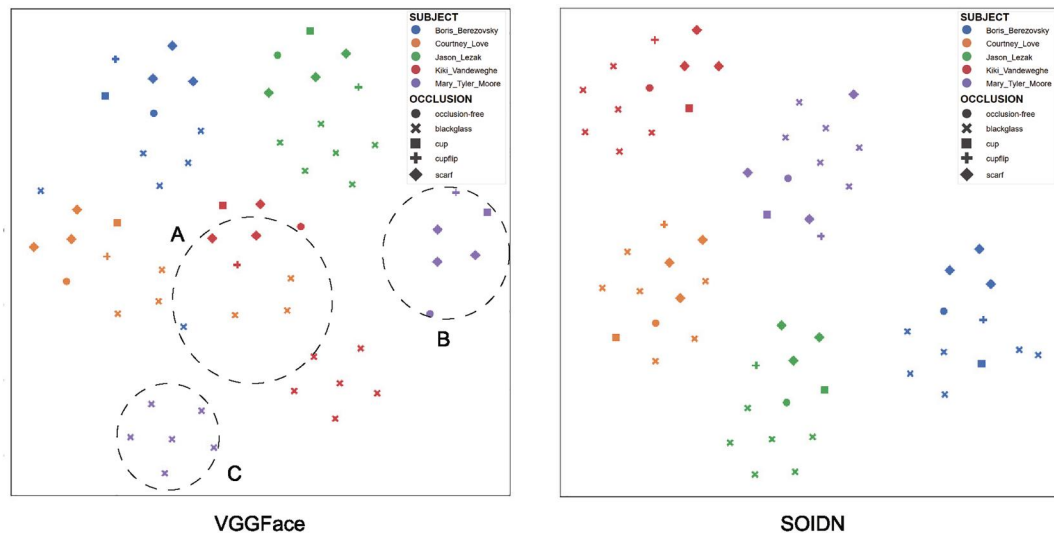 SUBJECT
Boris_Berezovsky
Courtney_Love
Jason_Lezak
Kiki_Vandeweghe
Mary_Tyler_Moore
OCCLUSION
occlusion-free
blackglass
cup
cupflip
scarf
A
B
C
VGGFace
SUBJECT
Boris_Berezovsky
Courtney_Love
Jason_Lezak
Kiki_Vandeweghe
Mary_Tyler_Moore
OCCLUSION
occlusion-free
blackglass
cup
cupflip
scarf
SOIDN